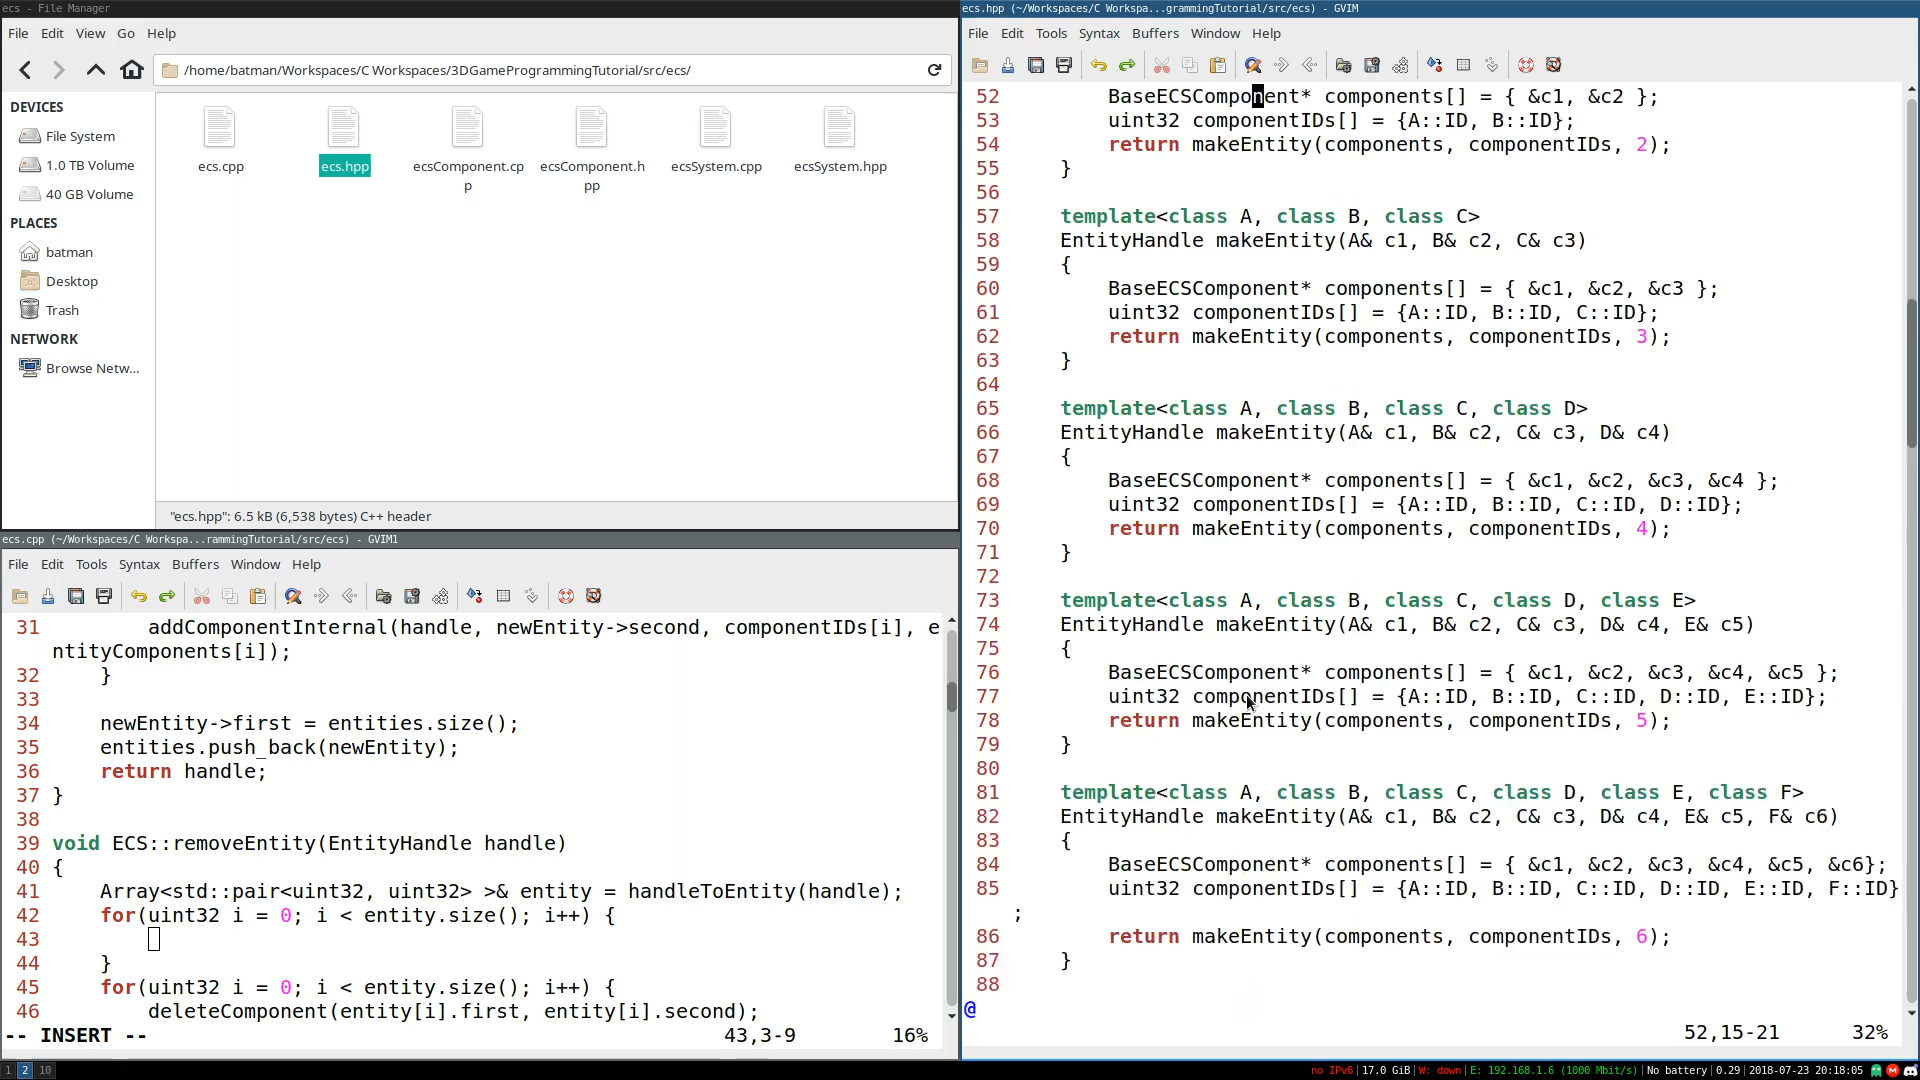 ecs - File Manager
File Edit View Go Help
/home/batman/Workspaces/C Workspaces/3DGameProgrammingTutorial/src/ecs/
DEVICES
File System
1.0 TB Volume
40 GB Volume
PLACES
batman
Desktop
Trash
NETWORK
Browse Netw...
ecs.cpp
ecs.hpp
ecsComponent.cp
p
ecsComponent.h
pp
ecsSystem.cpp
ecsSystem.hpp
"ecs.hpp": 6.5 kB (6,538 bytes) C++ header
ecs.cpp (~/Workspaces/C Workspa...rammingTutorial/src/ecs) - GVIM1
File Edit Tools Syntax Buffers Window Help
31 addComponentInternal(handle, newEntity->second, componentIDs[i], e
ntityComponents[i]);
32 }
33
34 newEntity->first = entities.size();
35 entities.push_back(newEntity);
36 return handle;
37 }
38
39 void ECS::removeEntity(EntityHandle handle)
40 {
41 Array<std::pair<uint32, uint32> >& entity = handleToEntity(handle);
42 for(uint32 i = 0; i < entity.size(); i++) {
43
44 }
45 for(uint32 i = 0; i < entity.size(); i++) {
46 deleteComponent(entity[i].first, entity[i].second);
-- INSERT -- 43,3-9 16%
ecs.hpp (~/Workspaces/C Workspa...grammingTutorial/src/ecs) - GVIM
File Edit Tools Syntax Buffers Window Help
52 BaseECSComponent* components[] = { &c1, &c2 };
53 uint32 componentIDs[] = {A::ID, B::ID};
54 return makeEntity(components, componentIDs, 2);
55 }
56
57 template<class A, class B, class C>
58 EntityHandle makeEntity(A& c1, B& c2, C& c3)
59 {
60 BaseECSComponent* components[] = { &c1, &c2, &c3 };
61 uint32 componentIDs[] = {A::ID, B::ID, C::ID};
62 return makeEntity(components, componentIDs, 3);
63 }
64
65 template<class A, class B, class C, class D>
66 EntityHandle makeEntity(A& c1, B& c2, C& c3, D& c4)
67 {
68 BaseECSComponent* components[] = { &c1, &c2, &c3, &c4 };
69 uint32 componentIDs[] = {A::ID, B::ID, C::ID, D::ID};
70 return makeEntity(components, componentIDs, 4);
71 }
72
73 template<class A, class B, class C, class D, class E>
74 EntityHandle makeEntity(A& c1, B& c2, C& c3, D& c4, E& c5)
75 {
76 BaseECSComponent* components[] = { &c1, &c2, &c3, &c4, &c5 };
77 uint32 componentIDs[] = {A::ID, B::ID, C::ID, D::ID, E::ID};
78 return makeEntity(components, componentIDs, 5);
79 }
80
81 template<class A, class B, class C, class D, class E, class F>
82 EntityHandle makeEntity(A& c1, B& c2, C& c3, D& c4, E& c5, F& c6)
83 {
84 BaseECSComponent* components[] = { &c1, &c2, &c3, &c4, &c5, &c6};
85 uint32 componentIDs[] = {A::ID, B::ID, C::ID, D::ID, E::ID, F::ID}
;
86 return makeEntity(components, componentIDs, 6);
87 }
88
@
52,15-21 32%
1 2 10
no IPv6|17.0 GiB|W: down|E: 192.168.1.6 (1000 Mbit/s)|No battery|0.29|2018-07-23 20:18:05